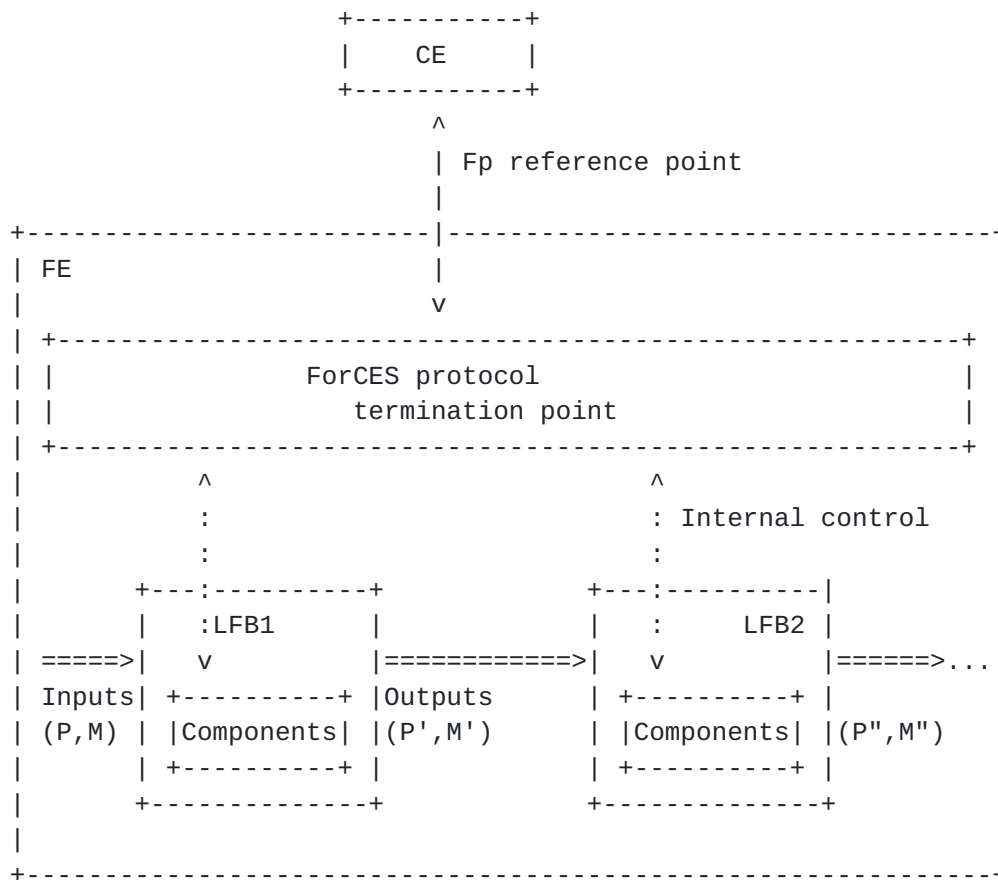 CE
Fp reference point
FE
ForCES protocol
termination point
Internal control
LFB1 LFB2
...
Inputs Outputs
(P,M) Components (P',M') Components (P",M")